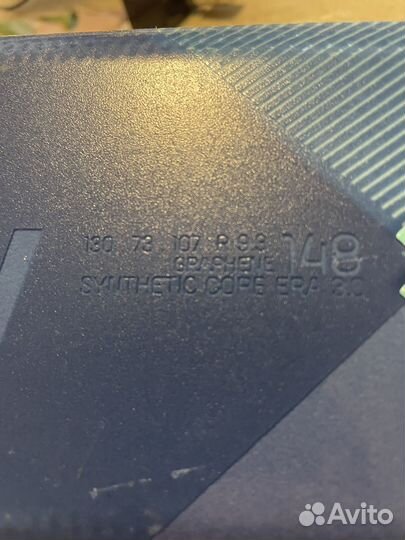 130 73 107 R 9.3 148
GRAPHENE
SYNTHETIC CORE ERA 3.0
Avito